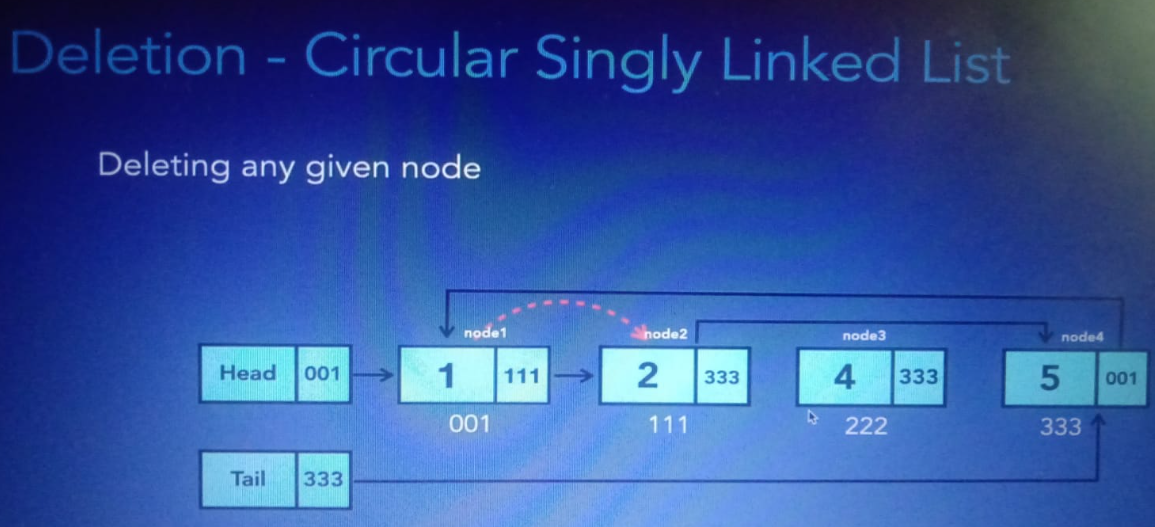 Deletion - Circular Singly Linked List
Deleting any given node
node1 node2 node3 node4
Head 001 1 111 2 333 4 333 5 001
001 111 222 333
Tail 333